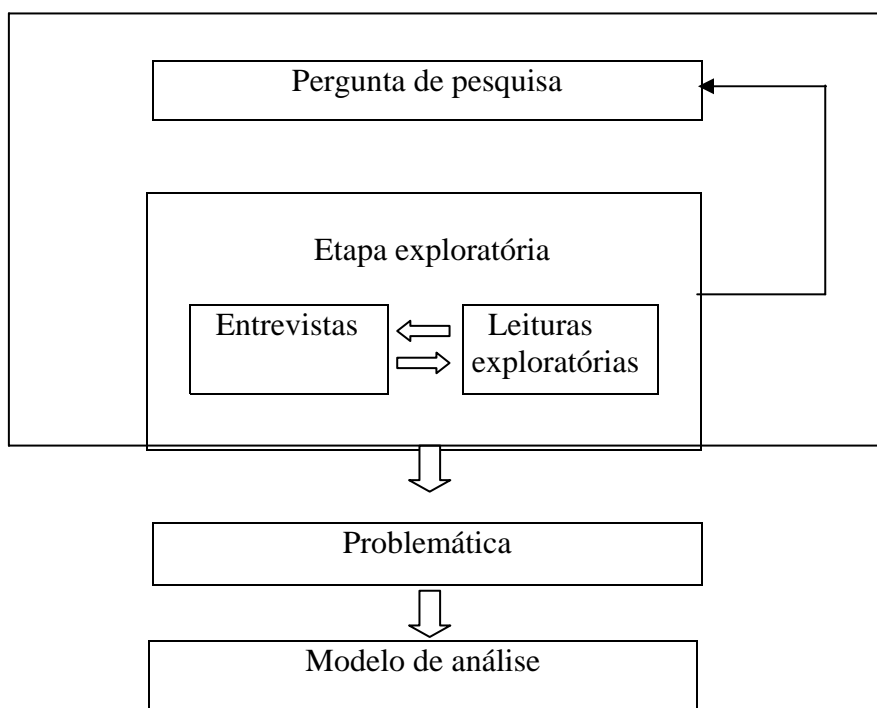 Pergunta de pesquisa
Etapa exploratória
Entrevistas
Leituras
exploratórias
Problemática
Modelo de análise